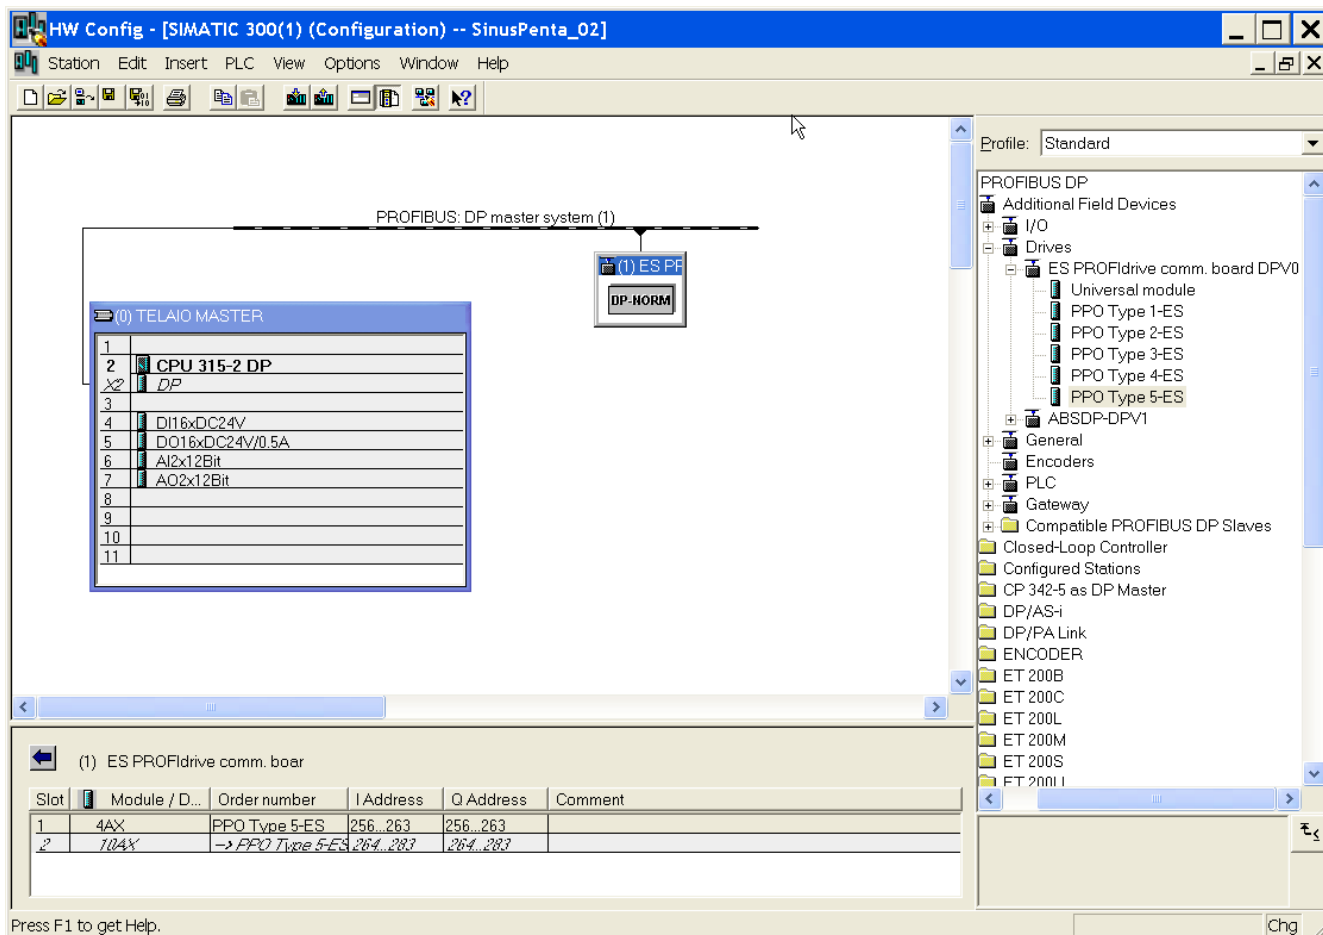 HW Config - [SIMATIC 300(1) (Configuration) -- SinusPenta_02]
Station Edit Insert PLC View Options Window Help
PROFIBUS: DP master system (1)
(1) ES PF
DP-NORM
(0) TELAIO MASTER
1
2 CPU 315-2 DP
X2 DP
3
4 DI16xDC24V
5 DO16xDC24V/0.5A
6 AI2x12Bit
7 AO2x12Bit
8
9
10
11
Profile: Standard
PROFIBUS DP
Additional Field Devices
I/O
Drives
ES PROFIdrive comm. board DPV0
Universal module
PPO Type 1-ES
PPO Type 2-ES
PPO Type 3-ES
PPO Type 4-ES
PPO Type 5-ES
ABSDP-DPV1
General
Encoders
PLC
Gateway
Compatible PROFIBUS DP Slaves
Closed-Loop Controller
Configured Stations
CP 342-5 as DP Master
DP/AS-i
DP/PA Link
ENCODER
ET 200B
ET 200C
ET 200L
ET 200M
ET 200S
ET 200U
(1) ES PROFIdrive comm. boar
Slot Module / D... Order number I Address Q Address Comment
1 4AX PPO Type 5-ES 256...263 256...263
2 10AX --> PPO Type 5-ES 264...283 264...283
Press F1 to get Help.
Chg